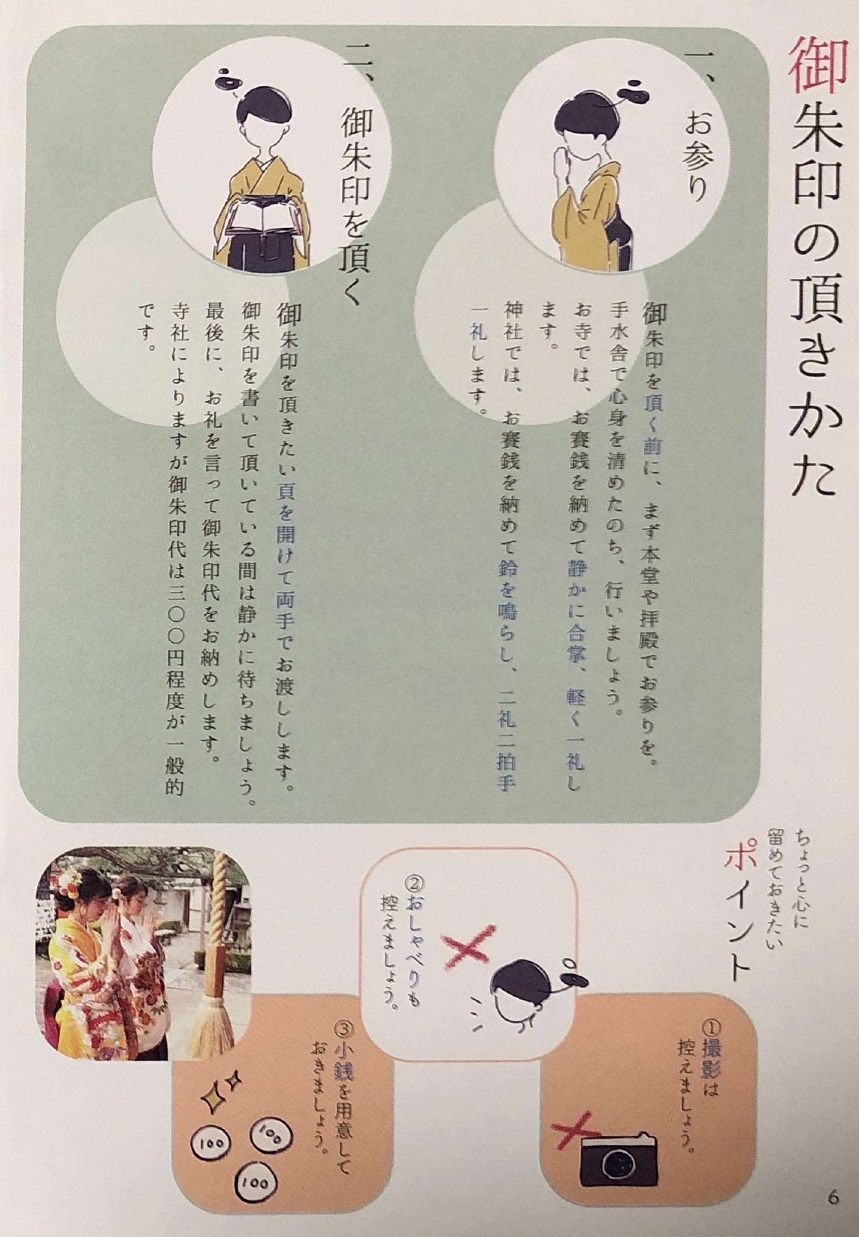 御朱印の頂きかた
一、お参り
御朱印を頂く前に、まず本堂や拝殿でお参りを。
手水舎で心身を清めたのち、行いましょう。
お寺では、お賽銭を納めて静かに合掌、軽く一礼し
ます。
神社では、お賽銭を納めて鈴を鳴らし、二礼二拍手
一礼します。
二、御朱印を頂く
御朱印を頂きたい頁を開けて両手でお渡しします。
御朱印を書いて頂いている間は静かに待ちましょう。
最後に、お礼を言って御朱印代をお納めします。
寺社によりますが御朱印代は三〇〇円程度が一般的
です。
ちょっと心に
留めておきたい
ポイント
①撮影は
控えましょう。
②おしゃべりも
控えましょう。
③小銭を用意して
おきましょう。
100
100
100
6